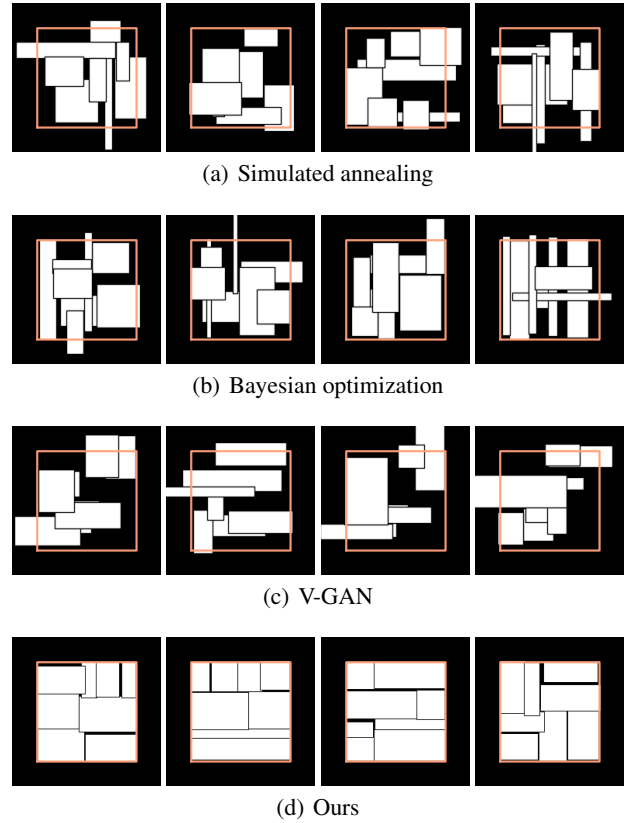 (a) Simulated annealing
(b) Bayesian optimization
(c) V-GAN
(d) Ours